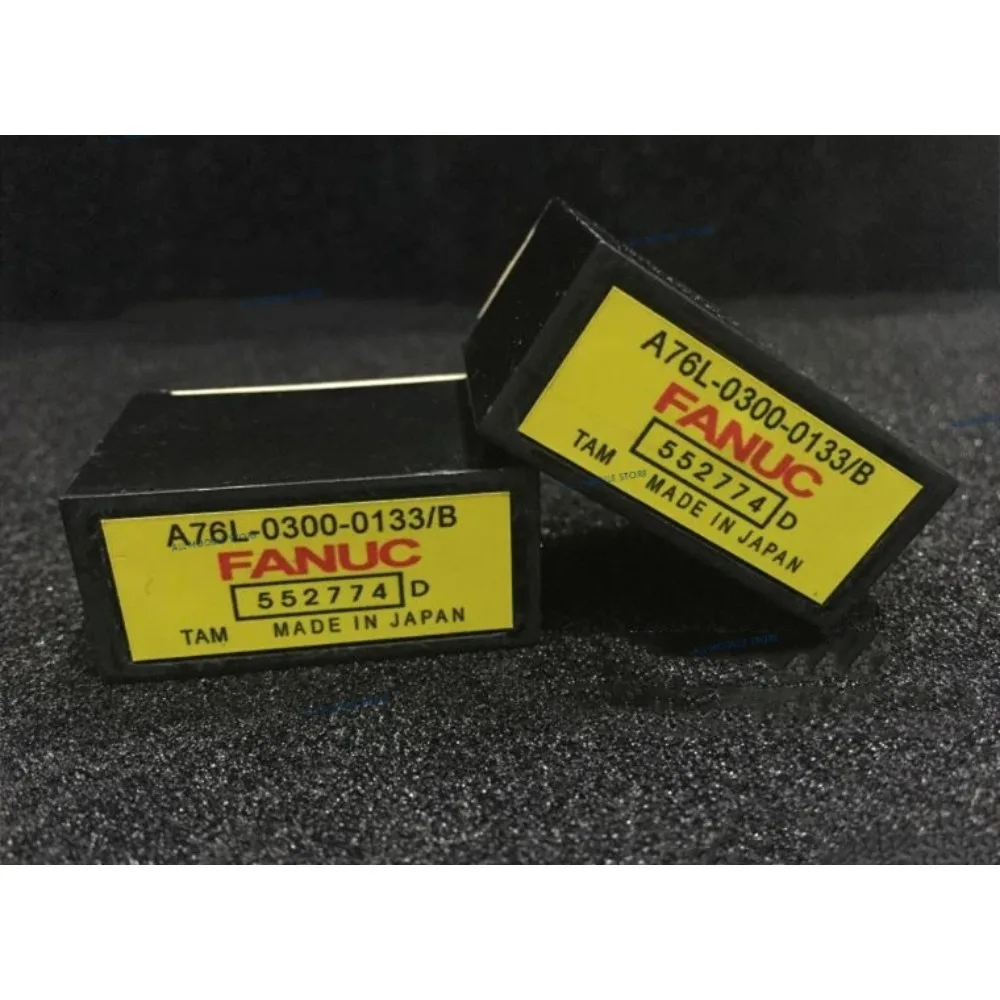 A76L-0300-0133/B
FANUC
552774 D
TAM MADE IN JAPAN
A76L-0300-0133/B
FANUC
552774 D
TAM MADE IN JAPAN